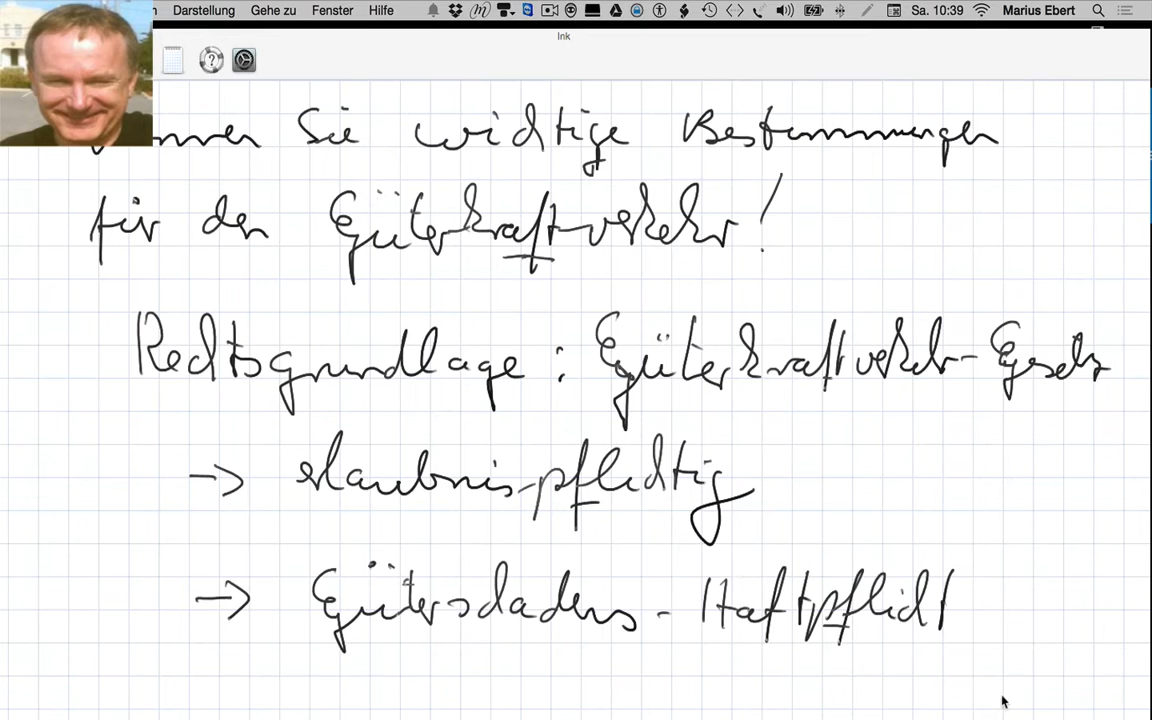 Darstellung Gehe zu Fenster Hilfe Sa. 10:39 Marius Ebert
Ink
Sie wichtige Bestimmungen
für den Güterkraftverkehr!
Rechtsgrundlage: Güterkraftverkehr-Gesetz
→ erlaubnis-pflichtig
→ Güterschadens-Haftpflicht